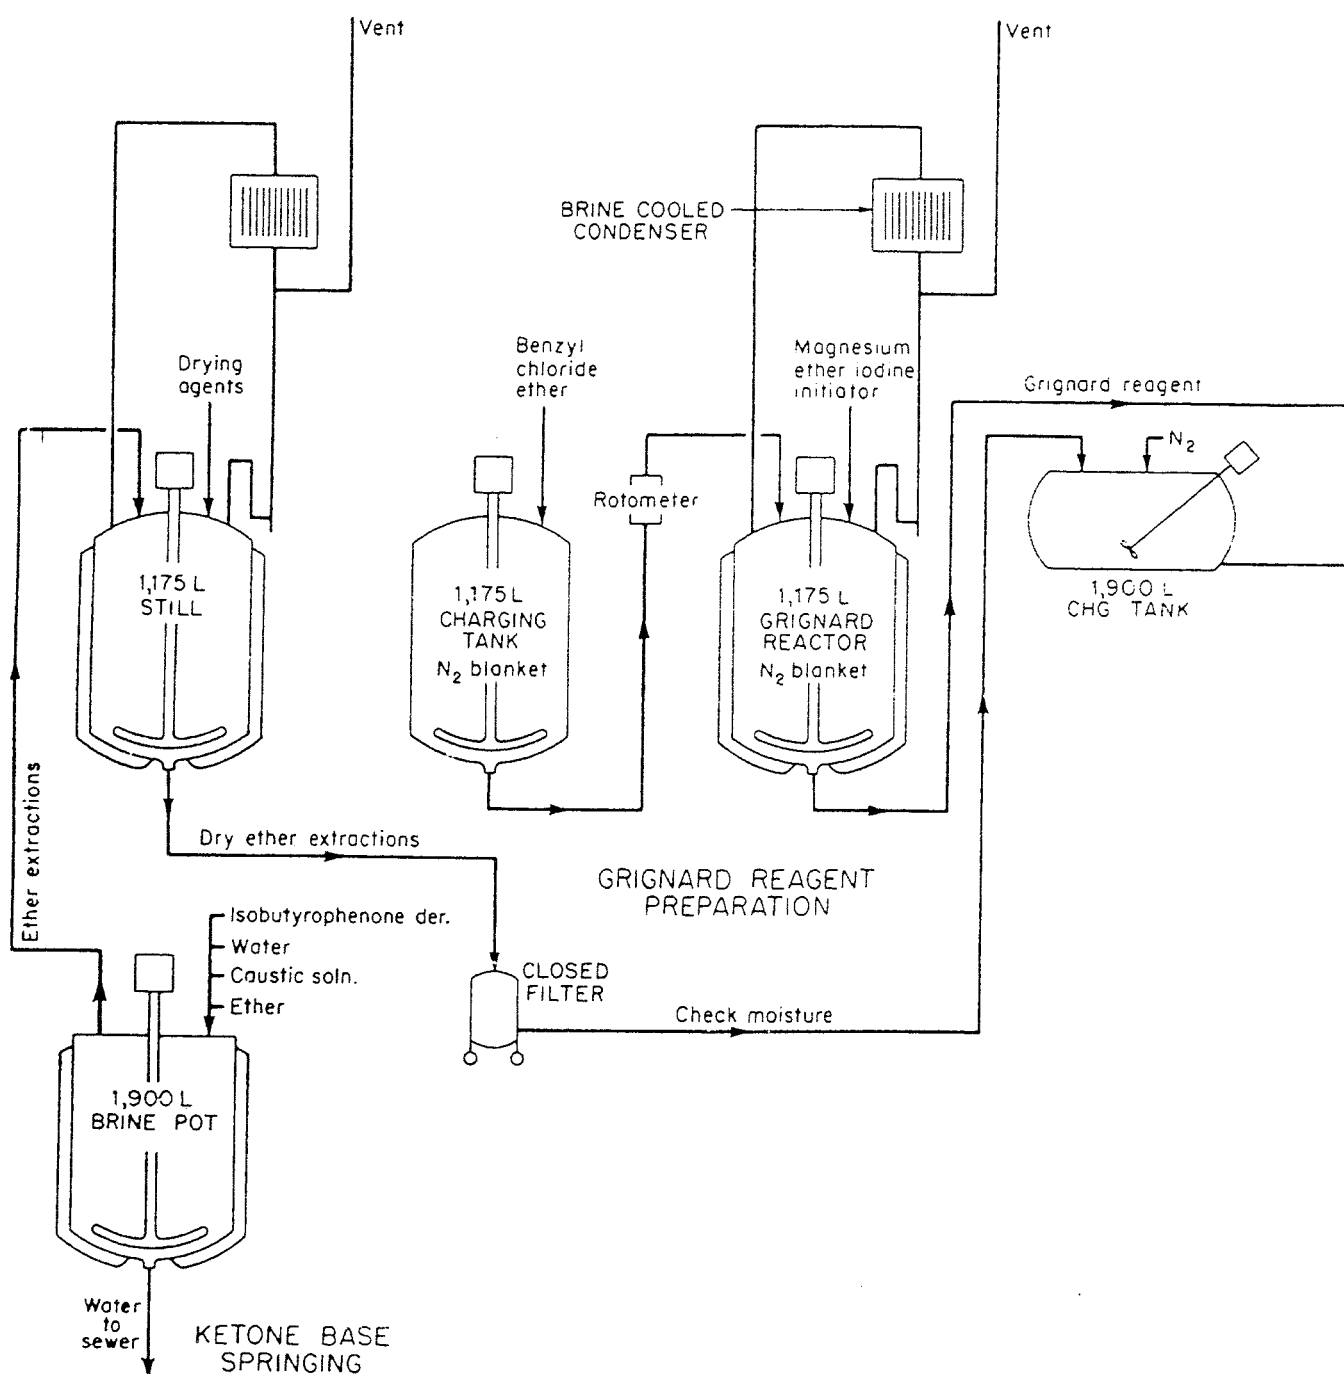 Vent
Vent
BRINE COOLED
CONDENSER
Drying
agents
Benzyl
chloride
ether
Magnesium
ether iodine
initiator
Grignard reagent
N2
Rotometer
1,175 L
STILL
1,175 L
CHARGING
TANK
N2 blanket
1,175 L
GRIGNARD
REACTOR
N2 blanket
1,900 L
CHG TANK
Ether extractions
Dry ether extractions
GRIGNARD REAGENT
PREPARATION
Isobutyrophenone der.
Water
Caustic soln.
Ether
CLOSED
FILTER
Check moisture
1,900 L
BRINE POT
Water
to
sewer
KETONE BASE
SPRINGING